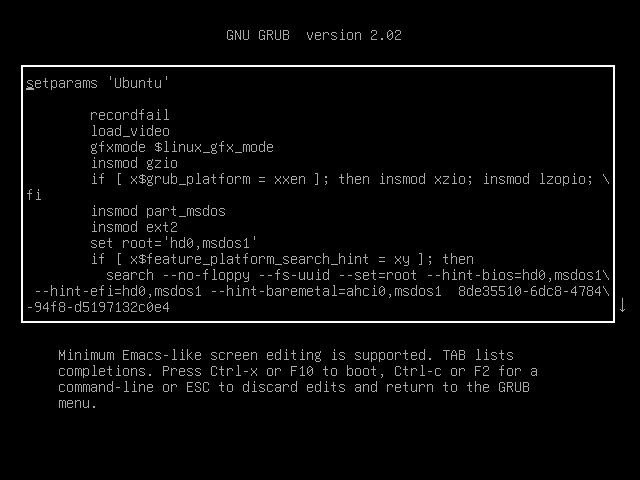 GNU GRUB  version 2.02
setparams 'Ubuntu'
recordfail
load_video
gfxmode $linux_gfx_mode
insmod gzio
if [ x$grub_platform = xxen ]; then insmod xzio; insmod lzopio; \
fi
insmod part_msdos
insmod ext2
set root='hd0,msdos1'
if [ x$feature_platform_search_hint = xy ]; then
search --no-floppy --fs-uuid --set=root --hint-bios=hd0,msdos1\
--hint-efi=hd0,msdos1 --hint-baremetal=ahci0,msdos1  8de35510-6dc8-4784\
-94f8-d5197132c0e4
↓
Minimum Emacs-like screen editing is supported. TAB lists
completions. Press Ctrl-x or F10 to boot, Ctrl-c or F2 for a
command-line or ESC to discard edits and return to the GRUB
menu.